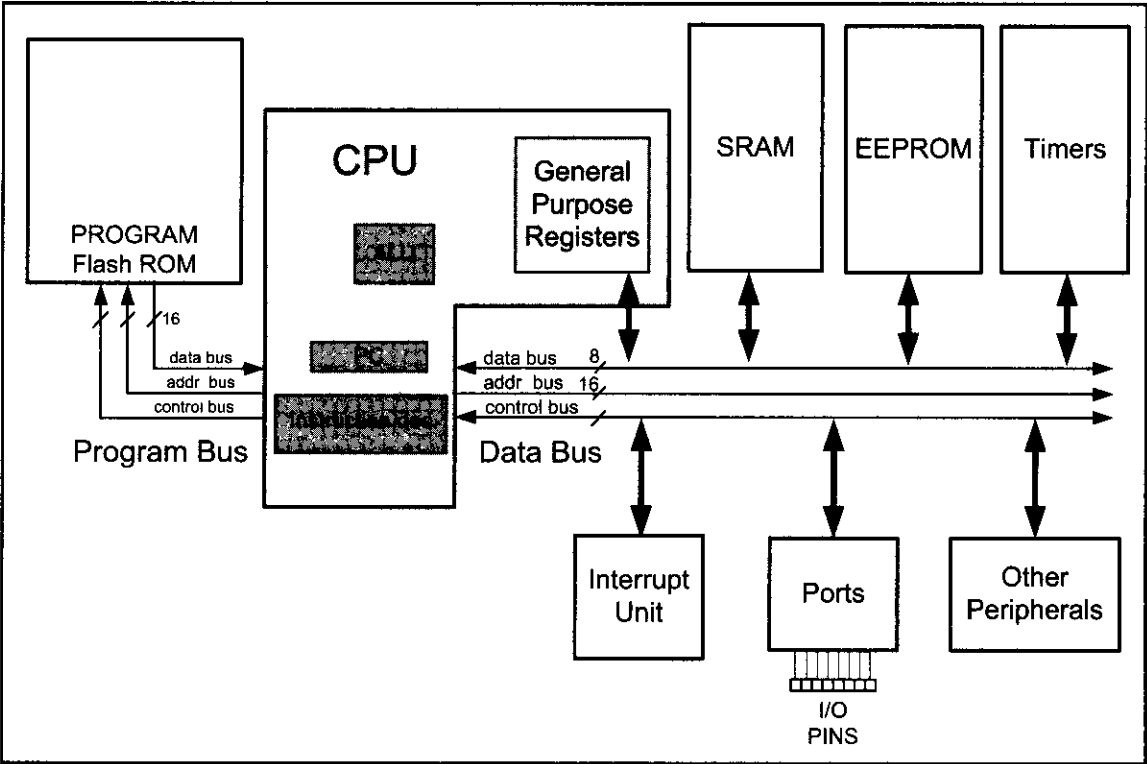 CPU
General
Purpose
Registers
SRAM
EEPROM
Timers
PROGRAM
Flash ROM
ALU
16
data bus
addr bus
control bus
Program Bus
PC
data bus 8
addr bus 16
control bus
Data Bus
Interrupt
Unit
Ports
Other
Peripherals
I/O
PINS